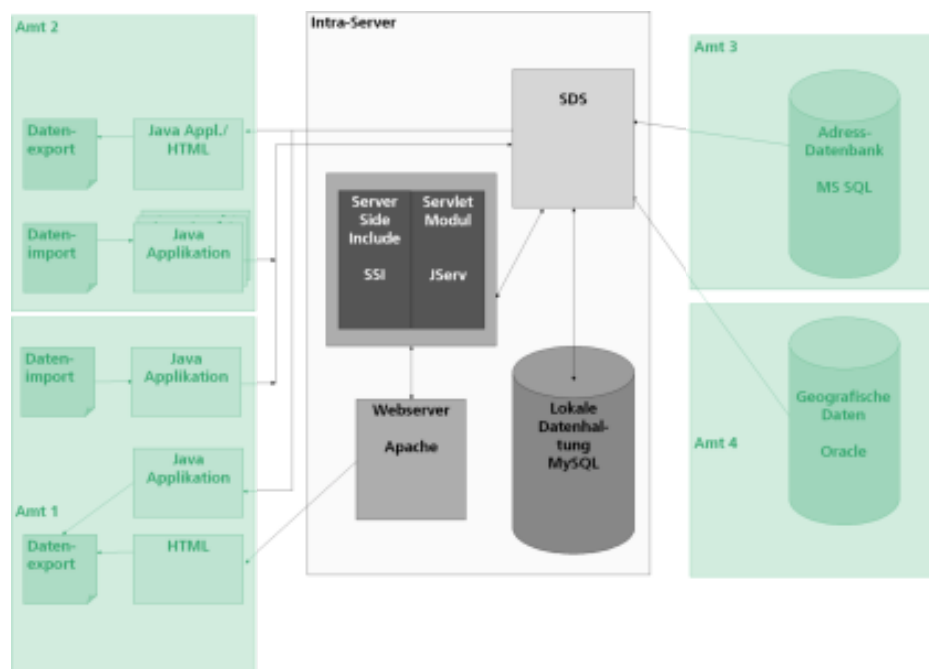 Amt 2
Daten-
export
Java Appl./
HTML
Daten-
import
Java
Applikation
Daten-
import
Java
Applikation
Java
Applikation
Amt 1
Daten-
export
HTML
Intra-Server
SDS
Server
Side
Include
SSI
Servlet
Modul
JServ
Webserver
Apache
Lokale
Datenhal-
tung
MySQL
Amt 3
Adress-
Datenbank
MS SQL
Geografische
Daten
Oracle
Amt 4